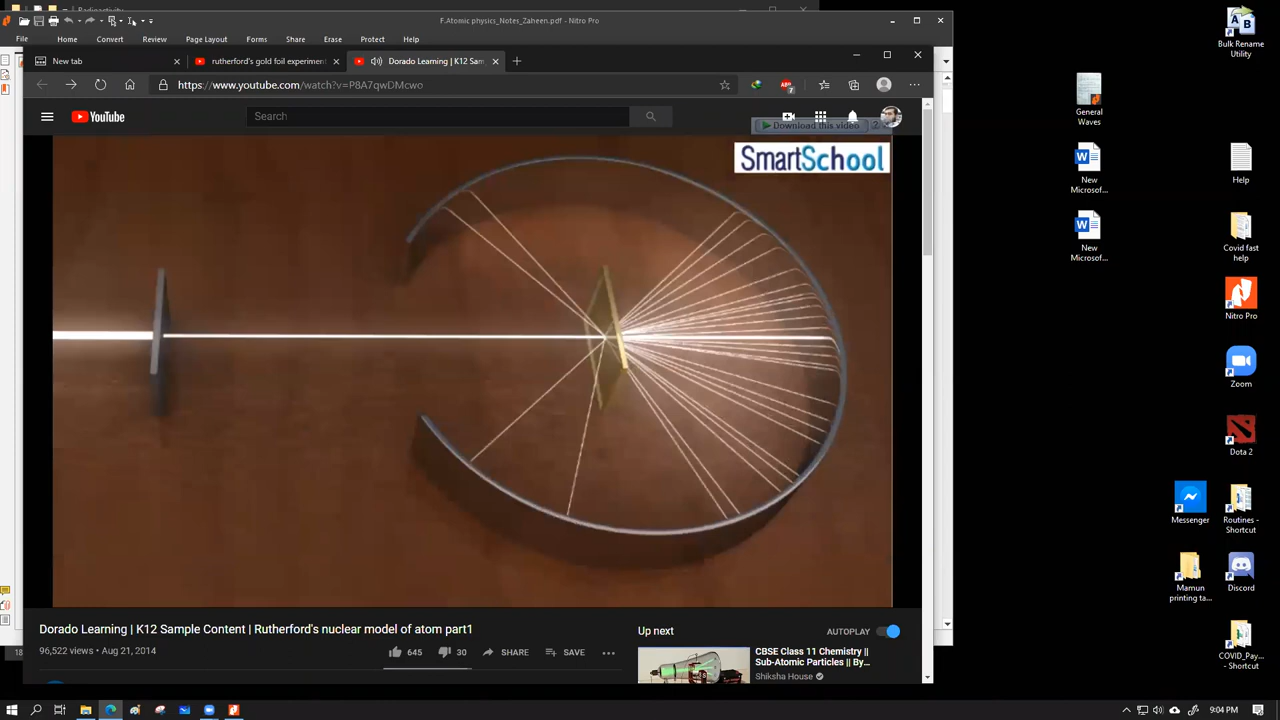 Radioactivity
F.Atomic physics_Notes_Zaheen.pdf - Nitro Pro
File Home Convert Review Page Layout Forms Share Erase Protect Help
New tab
rutherford's gold foil experiment
Dorado Learning | K12 Sam
https://www.youtube.com/watch?v=P8A7qwDMcwo
ABP
7
YouTube
Search
Download this video
SmartSchool
Dorado Learning | K12 Sample Content | Rutherford's nuclear model of atom part1
96,522 views • Aug 21, 2014
645
30
SHARE
SAVE
Up next
AUTOPLAY
CBSE Class 11 Chemistry ||
Sub-Atomic Particles || By...
Shiksha House
Bulk Rename
Utility
General
Waves
New
Microsof...
Help
New
Microsof...
Covid fast
help
Nitro Pro
Zoom
Dota 2
Messenger
Routines -
Shortcut
Mamun
printing ta...
Discord
COVID_Pay...
- Shortcut
9:04 PM